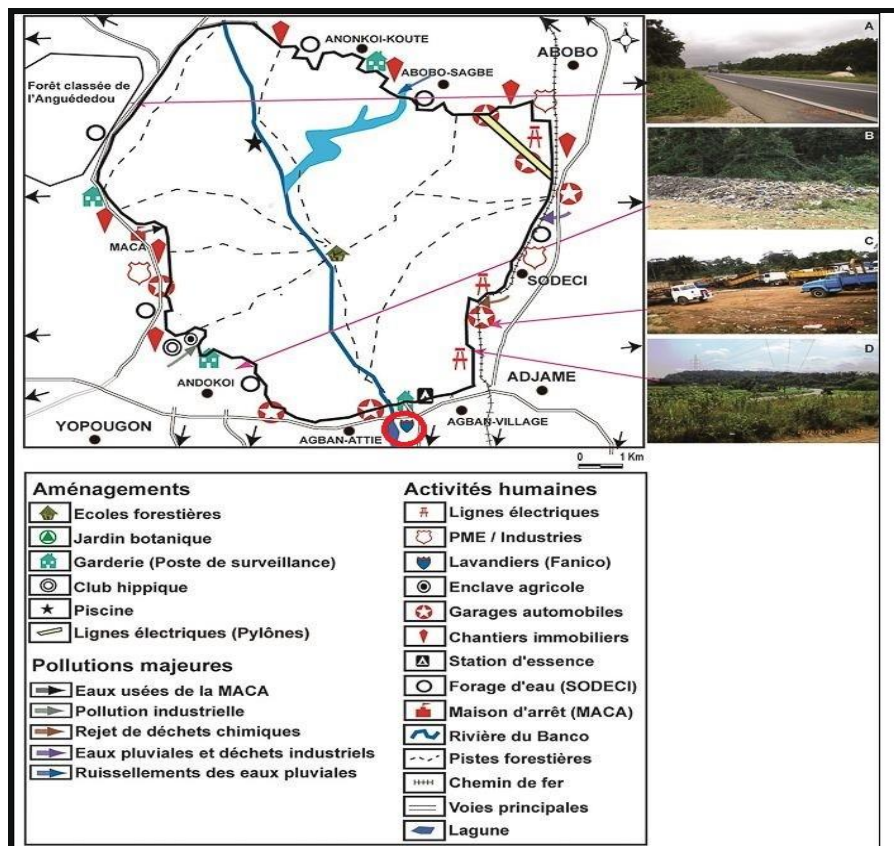 ANONKOI-KOUTE
ABOBO
N
A
Forêt classée de
l'Anguédedou
ABOBO-SAGBE
B
MACA
SODECI
C
D
ANDOKOI
ADJAME
YOPOUGON
AGBAN-ATTIE
AGBAN-VILLAGE
0 1 Km
Aménagements
Ecoles forestières
Jardin botanique
Garderie (Poste de surveillance)
Club hippique
Piscine
Lignes électriques (Pylônes)
Pollutions majeures
Eaux usées de la MACA
Pollution industrielle
Rejet de déchets chimiques
Eaux pluviales et déchets industriels
Ruissellements des eaux pluviales
Activités humaines
Lignes électriques
PME / Industries
Lavandiers (Fanico)
Enclave agricole
Garages automobiles
Chantiers immobiliers
Station d'essence
Forage d'eau (SODECI)
Maison d'arrêt (MACA)
Rivière du Banco
Pistes forestières
Chemin de fer
Voies principales
Lagune